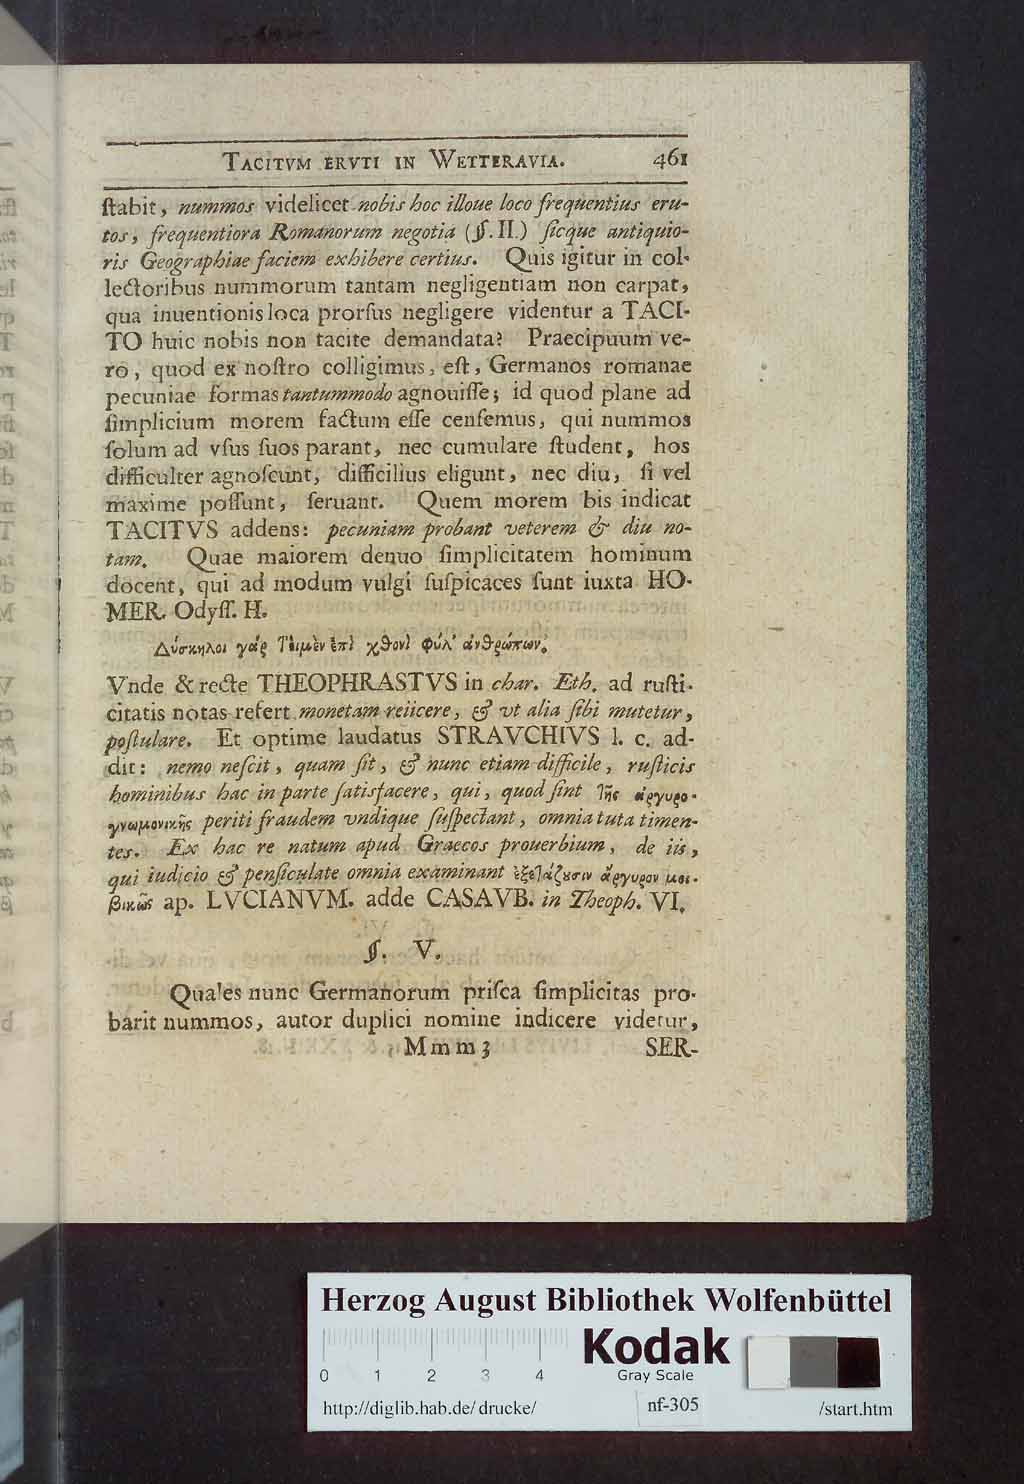 TACITVM ERVTI IN WETTERAVIA. 461
ſtabit, nummos videlicet nobis hoc illoue loco frequentius eru-
tos, frequentiora Romanorum negotia (§. II.) ſicque antiquio-
ris Geographiae faciem exhibere certius. Quis igitur in col-
lectoribus nummorum tantam negligentiam non carpat,
qua inuentionis loca prorſus negligere videntur a TACI-
TO huic nobis non tacite demandata? Praecipuum ve-
ro, quod ex noſtro colligimus, eſt, Germanos romanae
pecuniae formas tantummodo agnouiſſe; id quod plane ad
ſimplicium morem factum eſſe cenſemus, qui nummos
ſolum ad vſus ſuos parant, nec cumulare ſtudent, hos
difficulter agnoſcunt, difficilius eligunt, nec diu, ſi vel
maxime poſſunt, ſeruant. Quem morem bis indicat
TACITVS addens: pecuniam probant veterem & diu no-
tam. Quae maiorem denuo ſimplicitatem hominum
docent, qui ad modum vulgi ſuſpicaces ſunt iuxta HO-
MER. Odyſſ. H.
Δύσκηλοι γάρ τ̓ εἰμὲν ἐπὶ χθονὶ φῦλ' ἀνθρώπων.
Vnde & recte THEOPHRASTVS in char. Eth. ad ruſti-
citatis notas refert monetam reiicere, & vt alia ſibi mutetur,
poſtulare. Et optime laudatus STRAVCHIVS l. c. ad-
dit: nemo neſcit, quam ſit, & nunc etiam difficile, ruſticis
hominibus hac in parte ſatisfacere, qui, quod ſint τῆς ἀργυρο-
γνωμονικῆς periti fraudem vndique ſuſpectant, omnia tuta timen-
tes. Ex hac re natum apud Graecos prouerbium, de iis,
qui iudicio & penſiculate omnia examinant ἐξετάζουσιν ἄργυρον μοι-
βικῶς ap. LVCIANVM. adde CASAVB. in Theoph. VI.
§. V.
Quales nunc Germanorum priſca ſimplicitas pro-
barit nummos, autor duplici nomine indicere videtur,
Mmm 3 SER-
Herzog August Bibliothek Wolfenbüttel
0 1 2 3 4
Kodak
Gray Scale
http://diglib.hab.de/drucke/ nf-305 /start.htm